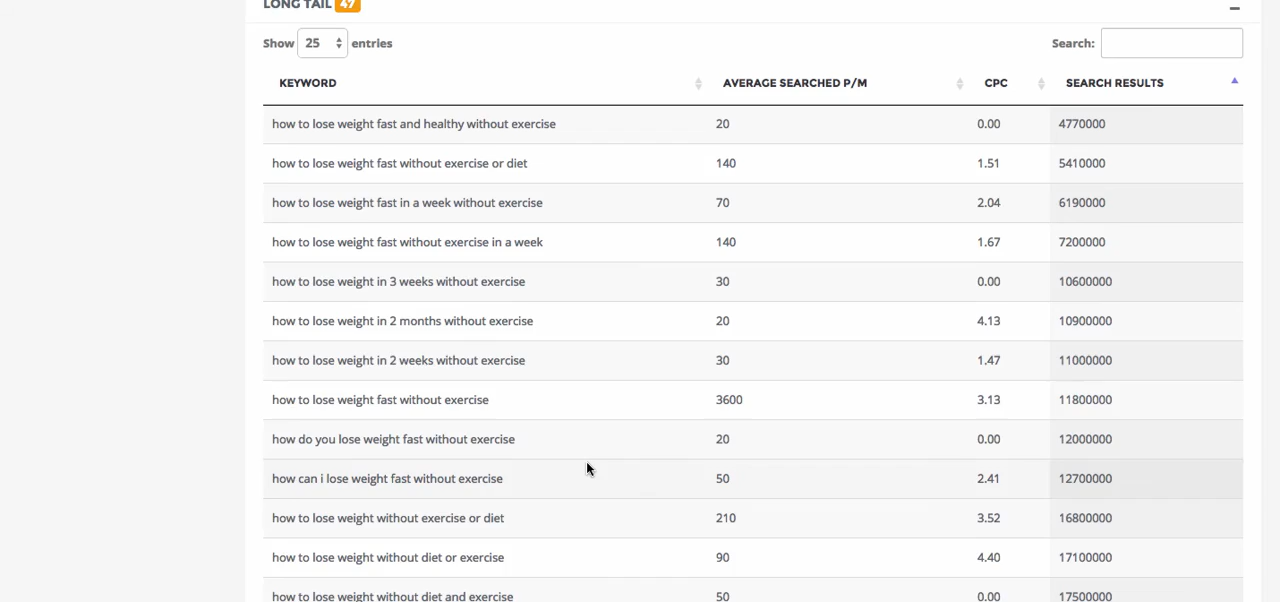 LONG TAIL 47
Show 25 entries Search:
KEYWORD AVERAGE SEARCHED P/M CPC SEARCH RESULTS
how to lose weight fast and healthy without exercise 20 0.00 4770000
how to lose weight fast without exercise or diet 140 1.51 5410000
how to lose weight fast in a week without exercise 70 2.04 6190000
how to lose weight fast without exercise in a week 140 1.67 7200000
how to lose weight in 3 weeks without exercise 30 0.00 10600000
how to lose weight in 2 months without exercise 20 4.13 10900000
how to lose weight in 2 weeks without exercise 30 1.47 11000000
how to lose weight fast without exercise 3600 3.13 11800000
how do you lose weight fast without exercise 20 0.00 12000000
how can i lose weight fast without exercise 50 2.41 12700000
how to lose weight without exercise or diet 210 3.52 16800000
how to lose weight without diet or exercise 90 4.40 17100000
how to lose weight without diet and exercise 50 0.00 17500000